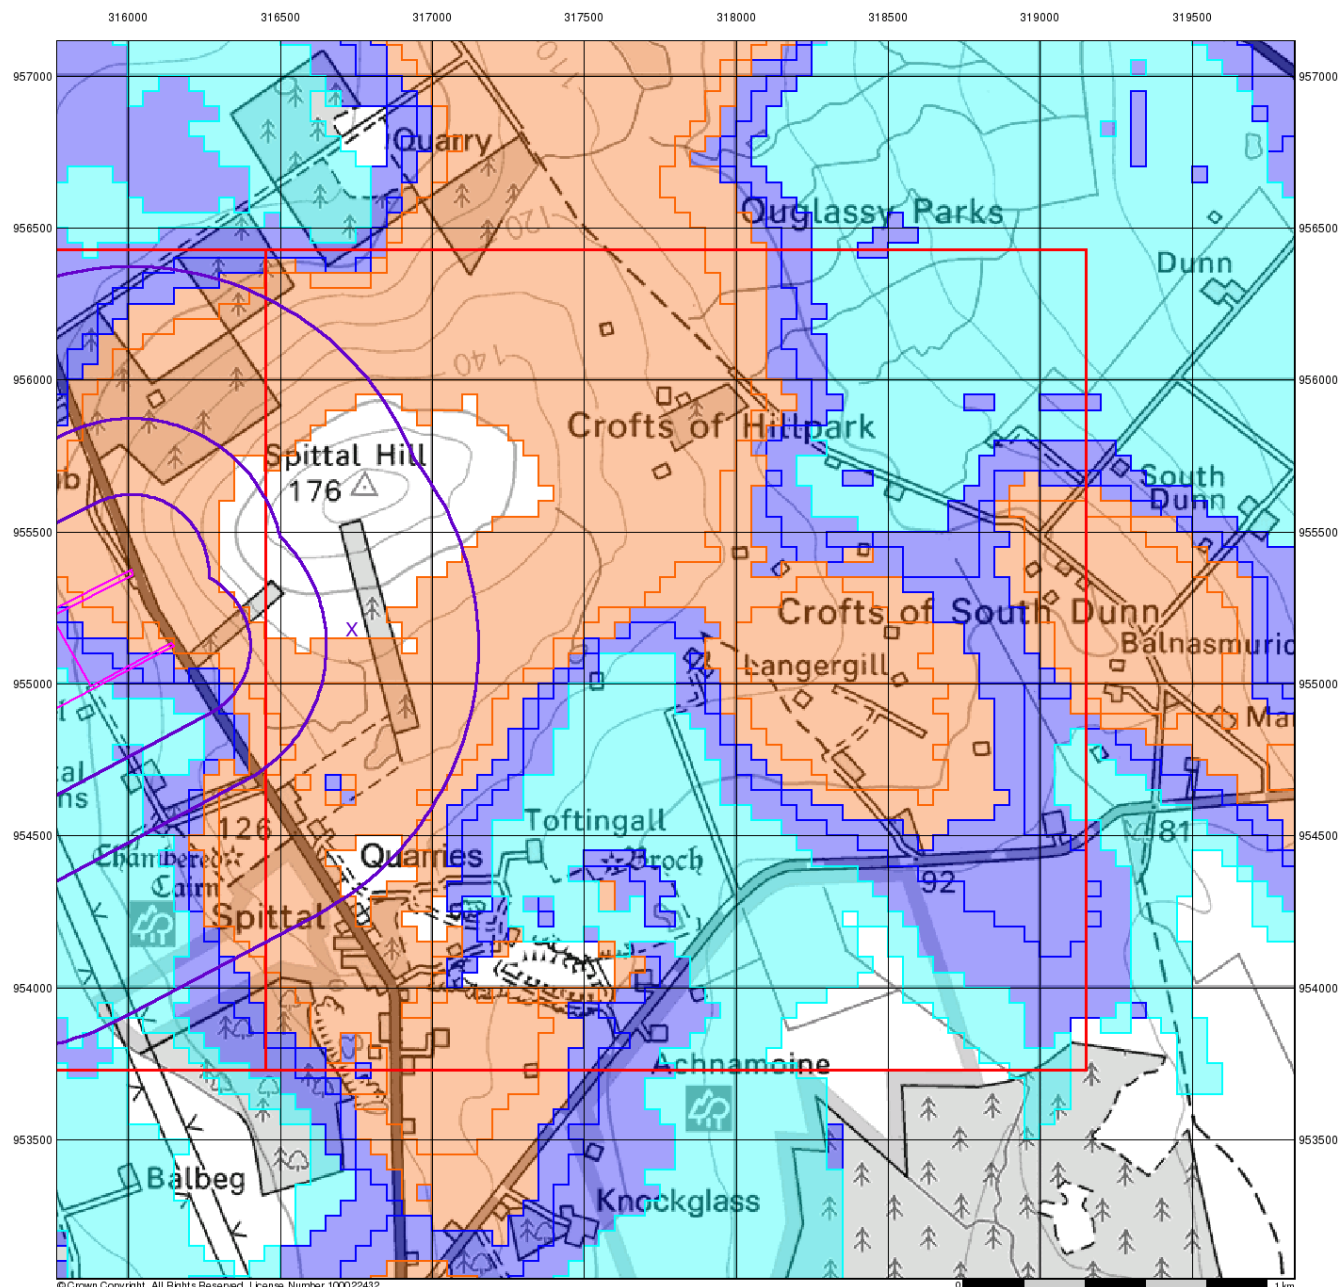 316000 316500 317000 317500 318000 318500 319000 319500
957000 957000
110
Quarry
120
Ouglassy Parks
956500 956500
Dunn
140
956000 956000
Crofts of Hillpark
Spittal Hill
176
South
Dunn
955500 955500
Crofts of South Dunn
X
Balnasmuric
Langergill
955000 955000
Mai
126
Toftingall
81
954500 954500
Chambered
Cairn
Quarries
Broch
92
Spittal
954000 954000
Achnamoine
953500 953500
Balbeg
Knockglass
© Crown Copyright. All Rights Reserved. License Number 100022432
0 1 km